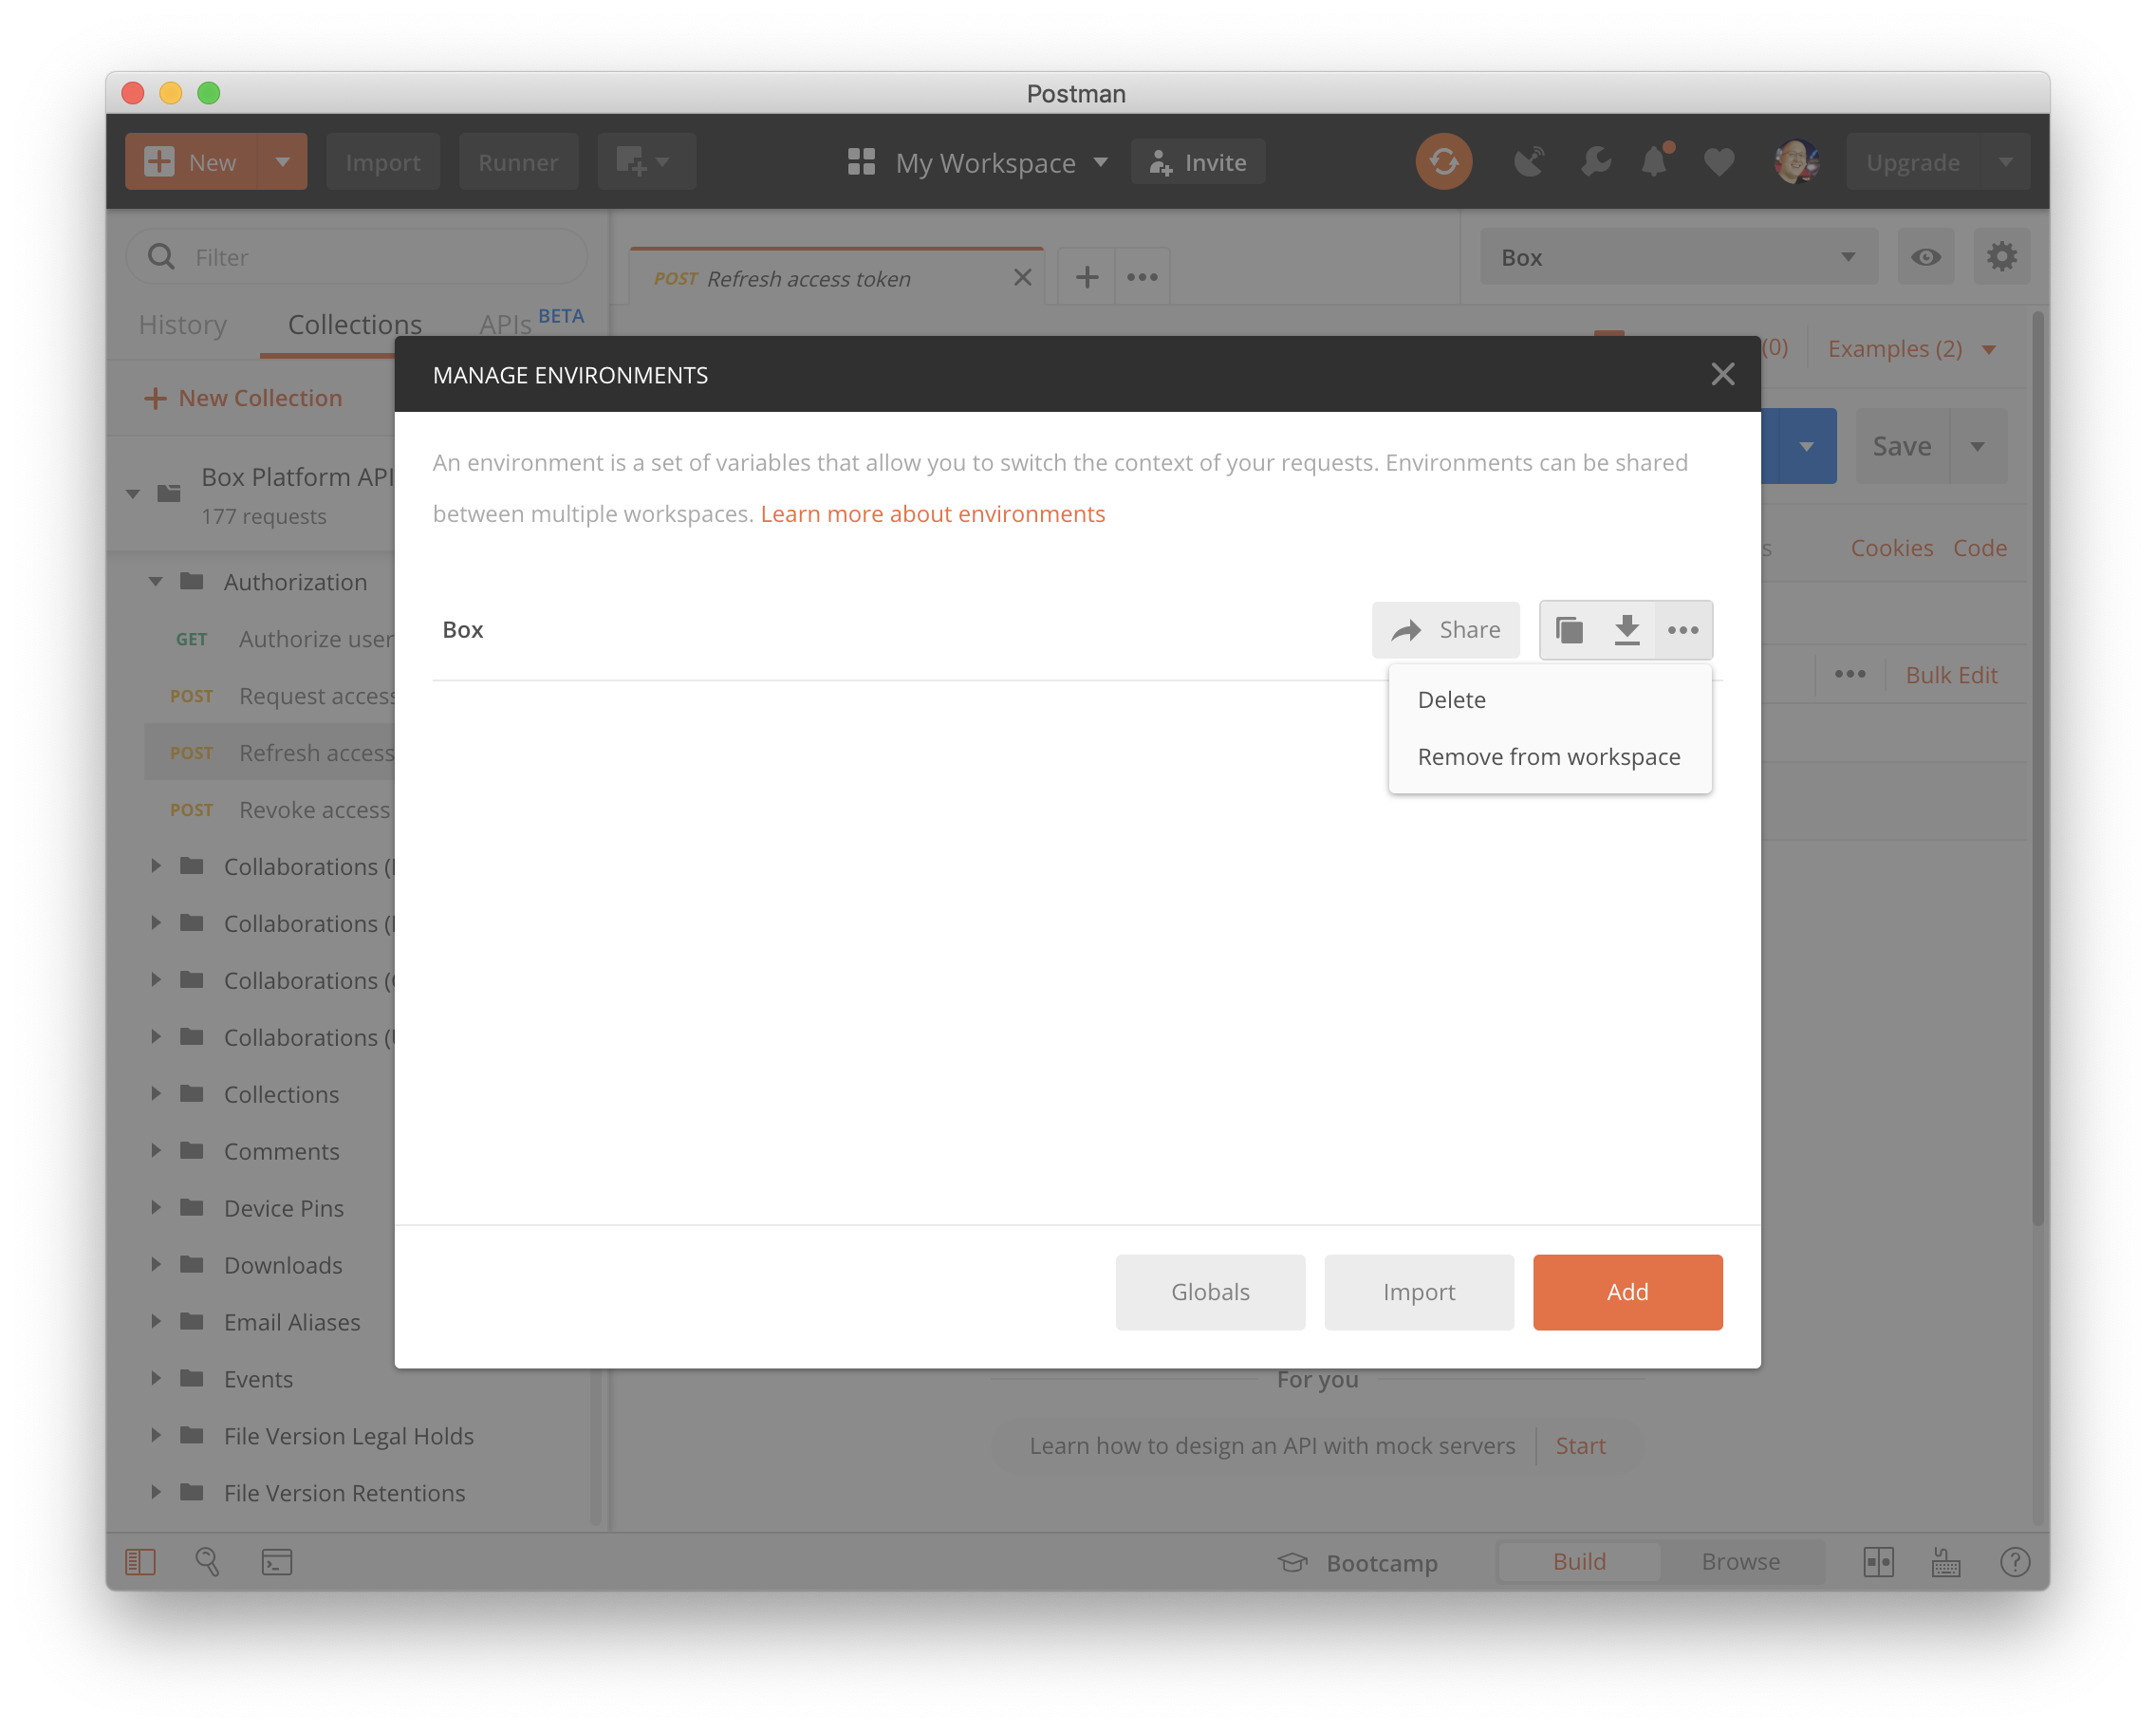 Postman
New
Import
Runner
My Workspace
Invite
Upgrade
Filter
History
Collections
APIs BETA
New Collection
Box Platform API
177 requests
Authorization
GET Authorize user
POST Request access
POST Refresh access
POST Revoke access
Collaborations (
Collaborations (
Collaborations (
Collaborations (
Collections
Comments
Device Pins
Downloads
Email Aliases
Events
File Version Legal Holds
File Version Retentions
POST Refresh access token
Box
(0)
Examples (2)
Save
Cookies
Code
Bulk Edit
MANAGE ENVIRONMENTS
An environment is a set of variables that allow you to switch the context of your requests. Environments can be shared
between multiple workspaces. Learn more about environments
Box
Share
Delete
Remove from workspace
Globals
Import
Add
For you
Learn how to design an API with mock servers
Start
Bootcamp
Build
Browse